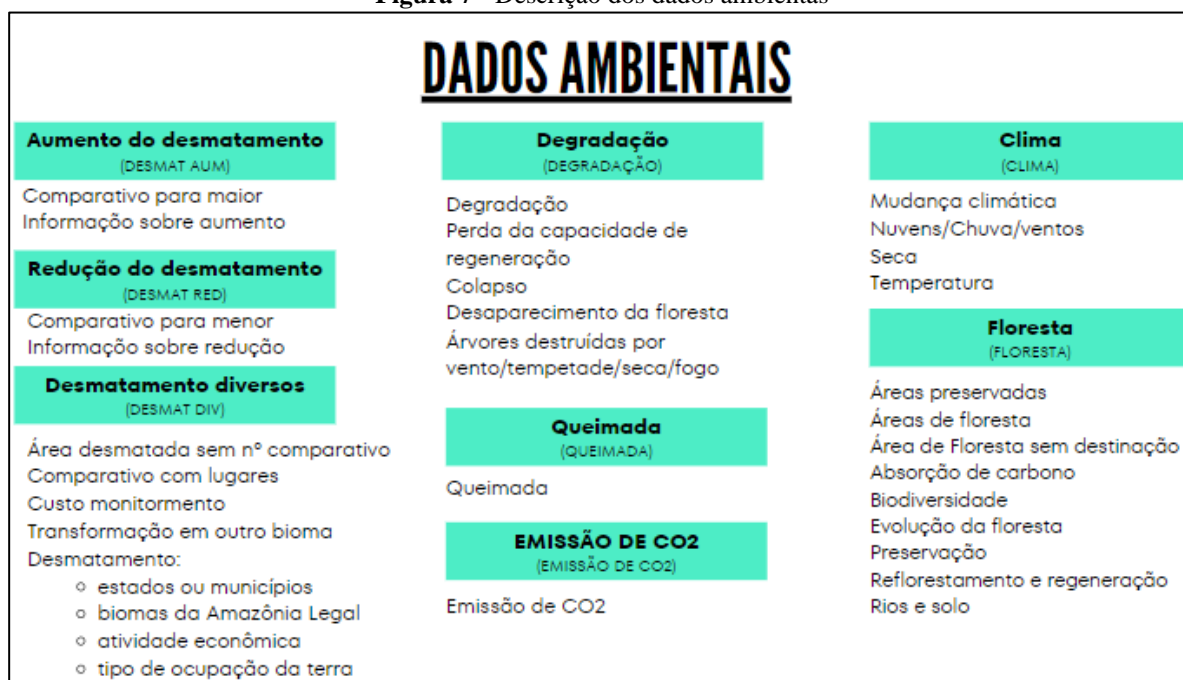 Figura 7 - Descrição dos dados ambientas
DADOS AMBIENTAIS
Aumento do desmatamento
(DESMAT AUM)
Comparativo para maior
Informação sobre aumento
Redução do desmatamento
(DESMAT RED)
Comparativo para menor
Informação sobre redução
Desmatamento diversos
(DESMAT DIV)
Área desmatada sem nº comparativo
Comparativo com lugares
Custo monitormento
Transformação em outro bioma
Desmatamento:
estados ou municípios
biomas da Amazônia Legal
atividade econômica
tipo de ocupação da terra
Degradação
(DEGRADAÇÃO)
Degradação
Perda da capacidade de
regeneração
Colapso
Desaparecimento da floresta
Árvores destruídas por
vento/tempetade/seca/fogo
Queimada
(QUEIMADA)
Queimada
EMISSÃO DE CO2
(EMISSÃO DE CO2)
Emissão de CO2
Clima
(CLIMA)
Mudança climática
Nuvens/Chuva/ventos
Seca
Temperatura
Floresta
(FLORESTA)
Áreas preservadas
Áreas de floresta
Área de Floresta sem destinação
Absorção de carbono
Biodiversidade
Evolução da floresta
Preservação
Reflorestamento e regeneração
Rios e solo